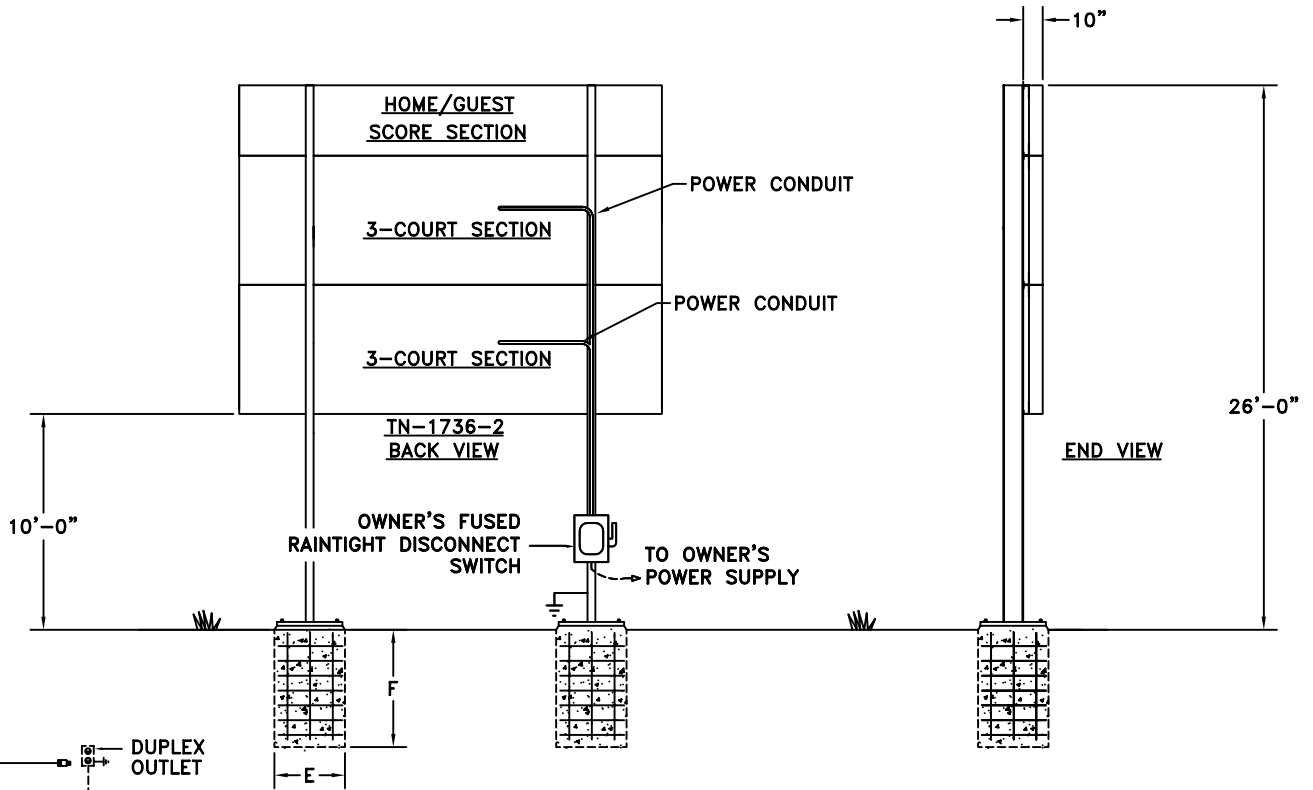 10”
HOME/GUEST
SCORE SECTION
POWER CONDUIT
3-COURT SECTION
POWER CONDUIT
3-COURT SECTION
26’-0”
TN-1736-2
BACK VIEW
END VIEW
10’-0”
OWNER’S FUSED
RAINTIGHT DISCONNECT
SWITCH
TO OWNER’S
POWER SUPPLY
F
DUPLEX
OUTLET
E